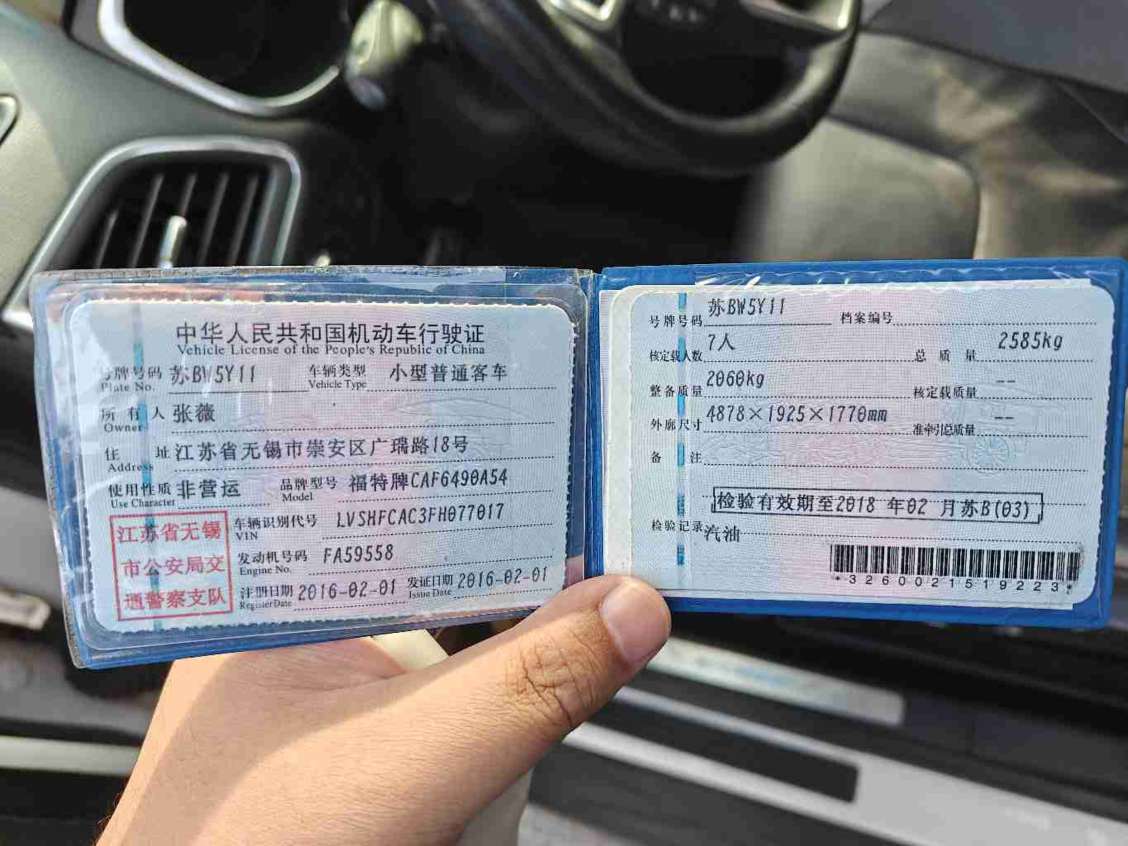 中华人民共和国机动车行驶证
Vehicle License of the People's Republic of China
号牌号码 苏BW5Y11 车辆类型 小型普通客车
Plate No. Vehicle Type
所有人 张薇
Owner
住址 江苏省无锡市崇安区广瑞路18号
Address
使用性质 非营运 品牌型号 福特牌CAF6490A54
Use Character Model
江苏省无锡
市公安局交
通警察支队
车辆识别代号 LVSHFCAC3FH077017
VIN
发动机号码 FA59558
Engine No.
注册日期 2016-02-01 发证日期 2016-02-01
Register Date Issue Date
号牌号码 苏BW5Y11 档案编号
核定载人数 7人 总质量 2585kg
整备质量 2060kg 核定载质量 --
外廓尺寸 4878×1925×1770mm 准牵引总质量 --
备注
检验有效期至2018 年02 月苏B(03)
检验记录 汽油
*3260021519223*